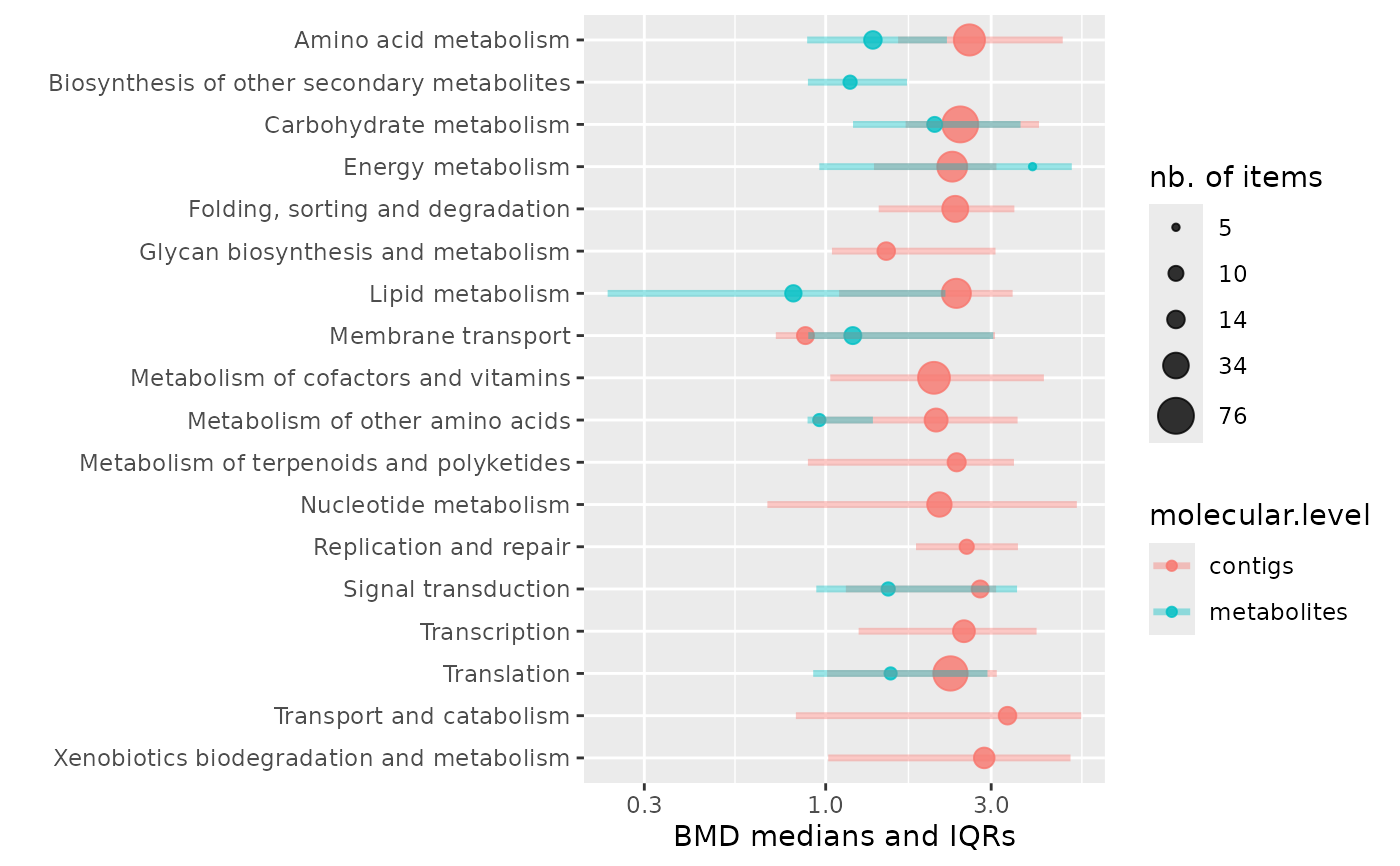 Amino acid metabolism
Biosynthesis of other secondary metabolites
Carbohydrate metabolism
Energy metabolism
Folding, sorting and degradation
Glycan biosynthesis and metabolism
Lipid metabolism
Membrane transport
Metabolism of cofactors and vitamins
Metabolism of other amino acids
Metabolism of terpenoids and polyketides
Nucleotide metabolism
Replication and repair
Signal transduction
Transcription
Translation
Transport and catabolism
Xenobiotics biodegradation and metabolism
0.3 1.0 3.0
BMD medians and IQRs
nb. of items
5
10
14
34
76
molecular.level
contigs
metabolites